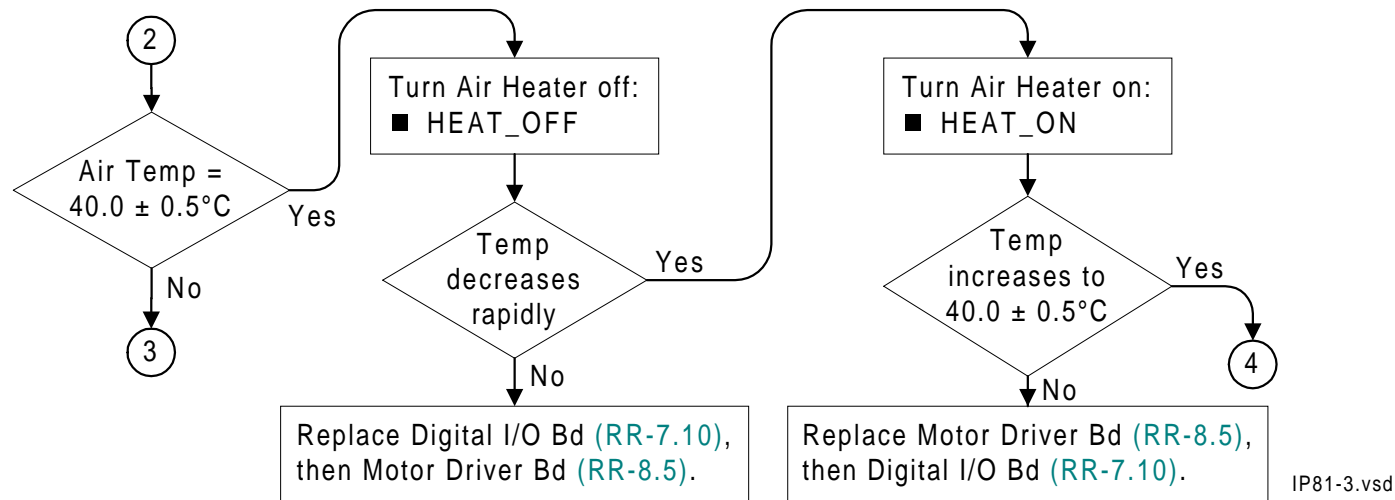 2
Air Temp =
40.0 ± 0.5°C
Yes
No
3
Turn Air Heater off:
■ HEAT_OFF
Temp
decreases
rapidly
Yes
No
Replace Digital I/O Bd (RR-7.10),
then Motor Driver Bd (RR-8.5).
Turn Air Heater on:
■ HEAT_ON
Temp
increases to
40.0 ± 0.5°C
Yes
4
No
Replace Motor Driver Bd (RR-8.5),
then Digital I/O Bd (RR-7.10).
IP81-3.vsd